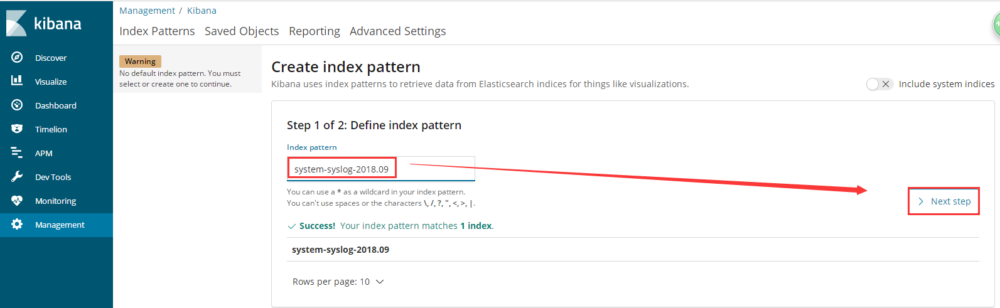 kibana
Discover
Visualize
Dashboard
Timelion
APM
Dev Tools
Monitoring
Management
Management / Kibana
Index Patterns Saved Objects Reporting Advanced Settings
4
Warning
No default index pattern. You must
select or create one to continue.
Create index pattern
Kibana uses index patterns to retrieve data from Elasticsearch indices for things like visualizations.
Include system indices
Step 1 of 2: Define index pattern
Index pattern
system-syslog-2018.09
You can use a * as a wildcard in your index pattern.
You can't use spaces or the characters \, /, ?, ", <, >, |.
Next step
Success! Your index pattern matches 1 index.
system-syslog-2018.09
Rows per page: 10